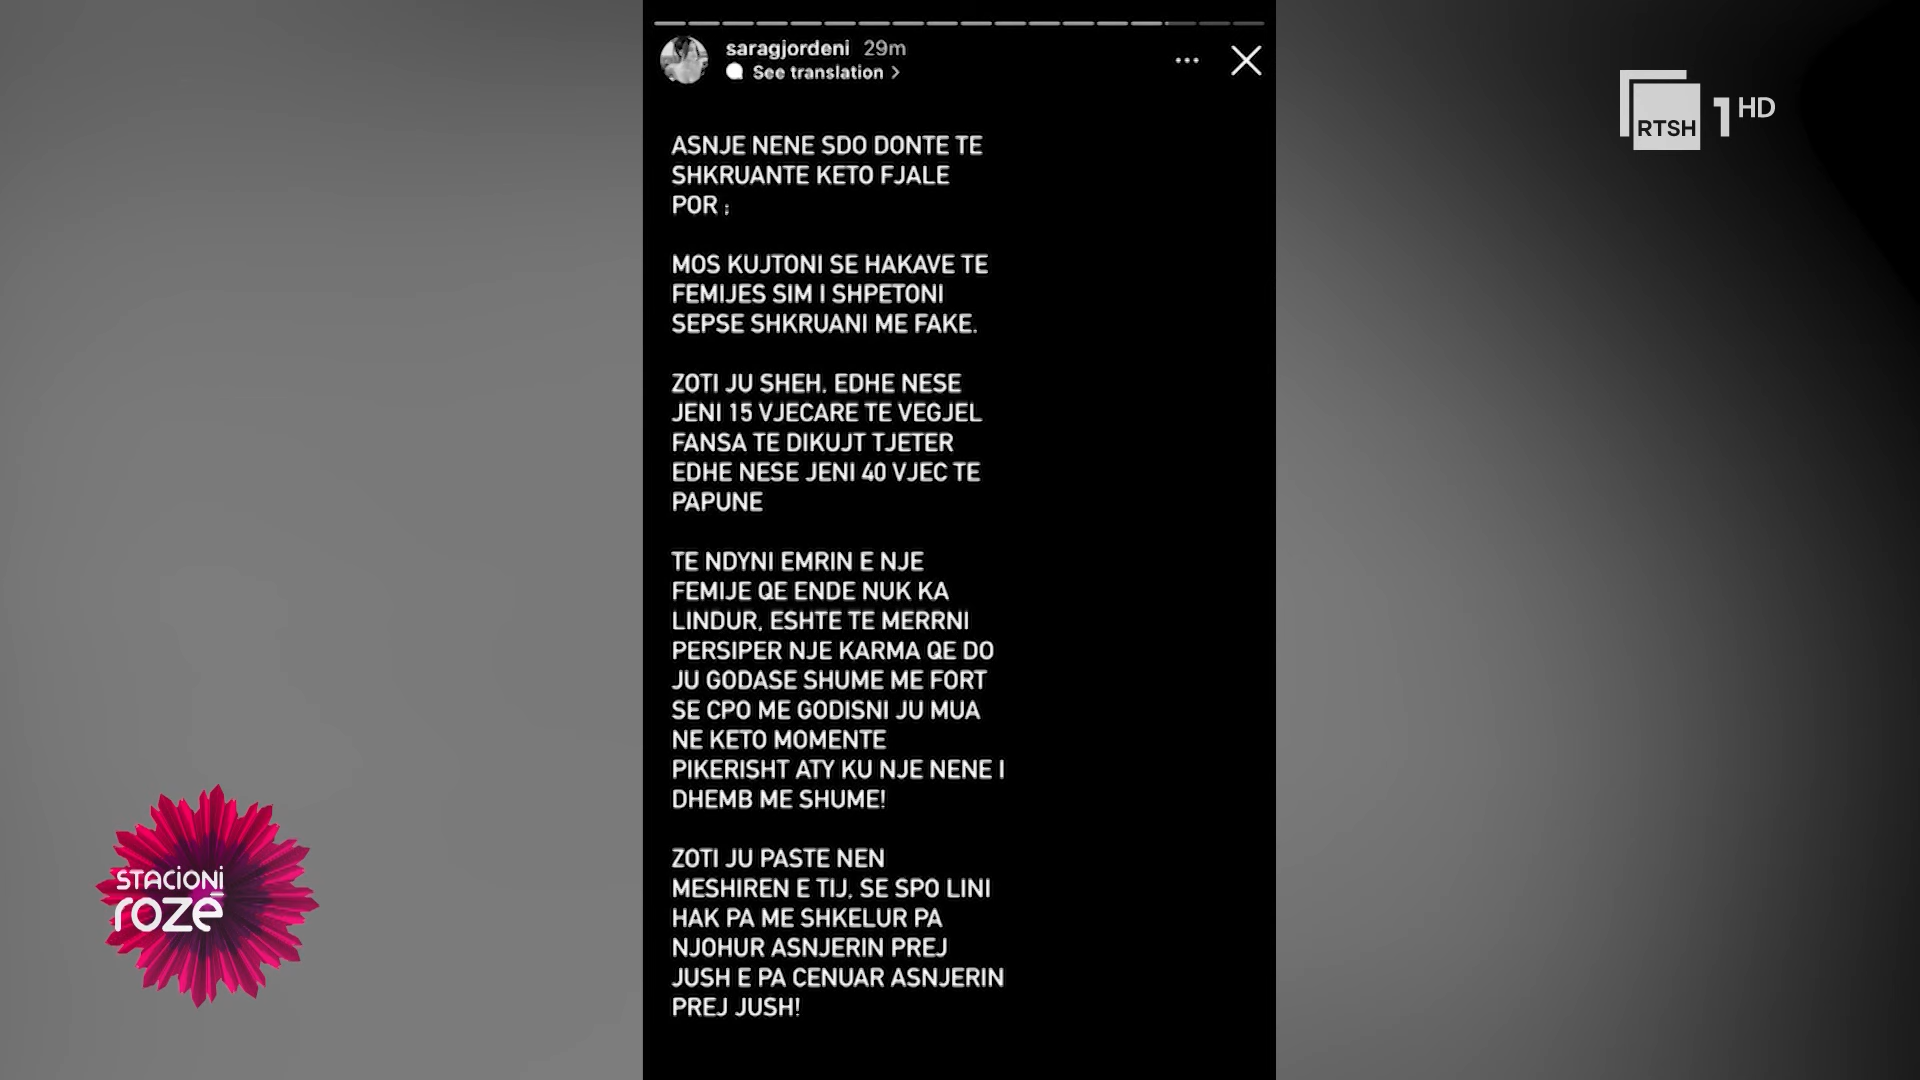 saragjordeni 29m
See translation >
RTSH 1 HD
ASNJE NENE SDO DONTE TE
SHKRUANTE KETO FJALE
POR ;
MOS KUJTONI SE HAKAVE TE
FEMIJES SIM I SHPETONI
SEPSE SHKRUANI ME FAKE.
ZOTI JU SHEH, EDHE NESE
JENI 15 VJECARE TE VEGJEL
FANSA TE DIKUJT TJETER
EDHE NESE JENI 40 VJEC TE
PAPUNE
TE NDYNI EMRIN E NJE
FEMIJE QE ENDE NUK KA
LINDUR, ESHTE TE MERRNI
PERSIPER NJE KARMA QE DO
JU GODASE SHUME ME FORT
SE CPO ME GODISNI JU MUA
NE KETO MOMENTE
PIKERISHT ATY KU NJE NENE I
DHEMB ME SHUME!
ZOTI JU PASTE NEN
MESHIREN E TIJ, SE SPO LINI
HAK PA ME SHKELUR PA
NJOHUR ASNJERIN PREJ
JUSH E PA CENUAR ASNJERIN
PREJ JUSH!
STACIONI
rozë